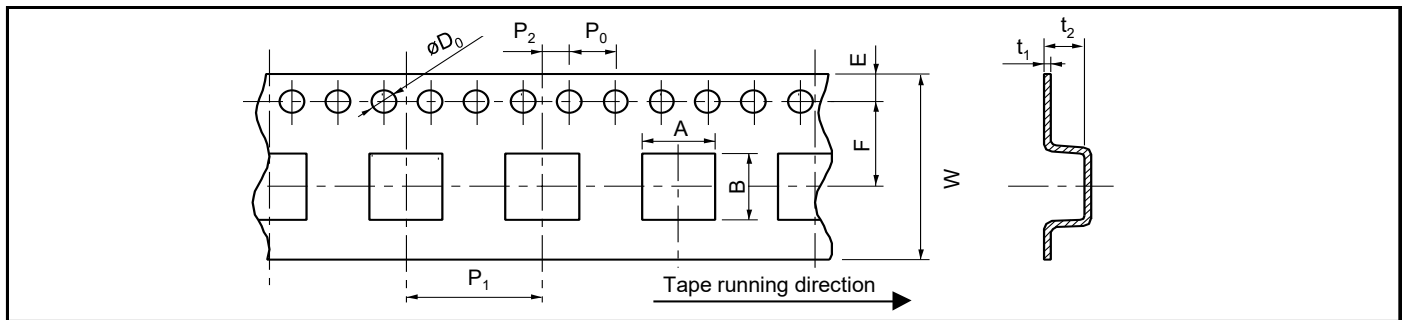 øD₀
P₂
P₀
E
t₁
t₂
A
F
B
W
P₁
Tape running direction